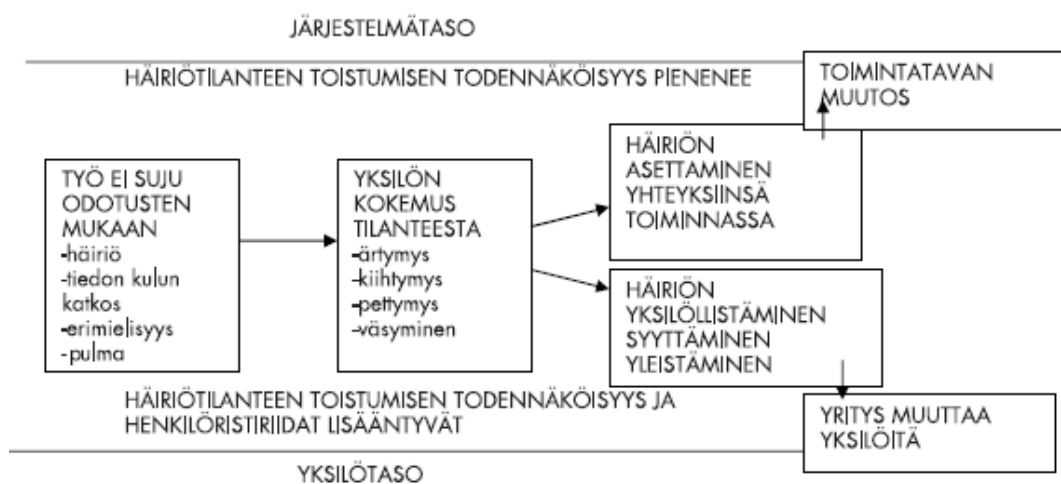 JÄRJESTELMÄTASO
HÄIRIÖTILANTEEN TOISTUMISEN TODENNÄKÖISYYS PIENENEE
TOIMINTATAVAN
MUUTOS
TYÖ EI SUJU
ODOTUSTEN
MUKAAN
-häiriö
-tiedon kulun
katkos
-erimielisyys
-pulma
YKSILÖN
KOKEMUS
TILANTEESTA
-ärtymys
-kiihtymys
-pettymys
-väsyminen
HÄIRIÖN
ASETTAMINEN
YHTEYKSIINSÄ
TOIMINNASSA
HÄIRIÖN
YKSILÖLLISTÄMINEN
SYYTTÄMINEN
YLEISTÄMINEN
HÄIRIÖTILANTEEN TOISTUMISEN TODENNÄKÖISYYS JA
HENKILÖRISTIRIIDAT LISÄÄNTYVÄT
YRITYS MUUTTAA
YKSILÖITÄ
YKSILÖTASO